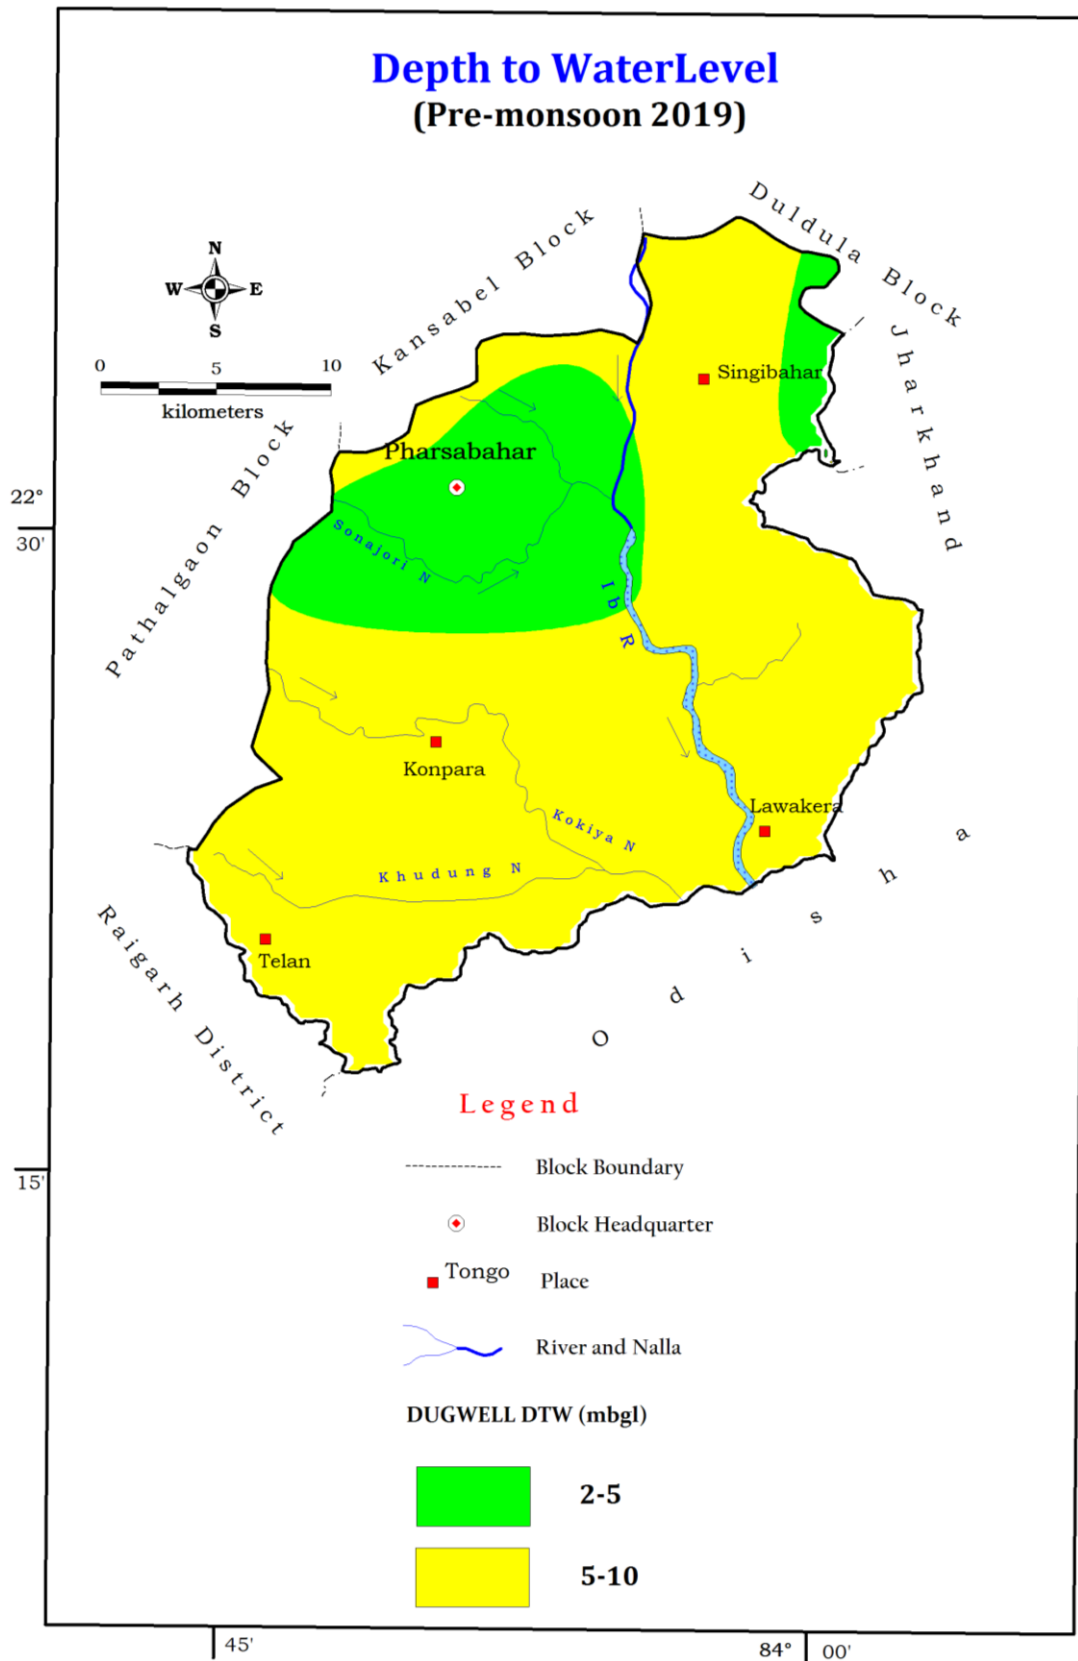 Depth to WaterLevel
(Pre-monsoon 2019)
Duldula Block
Kansabel Block
N
W E
S
0 5 10
kilometers
Jharkhand
Singibahar
Pathalgaon Block
Pharsabahar
22°
30'
Sonajori N
Ib R
Konpara
Lawakera
Kokiya N
Khudung N
Telan
Raigarh District
Odisha
Legend
Block Boundary
Block Headquarter
Tongo Place
15'
River and Nalla
DUGWELL DTW (mbgl)
2-5
5-10
45'
84° 00'